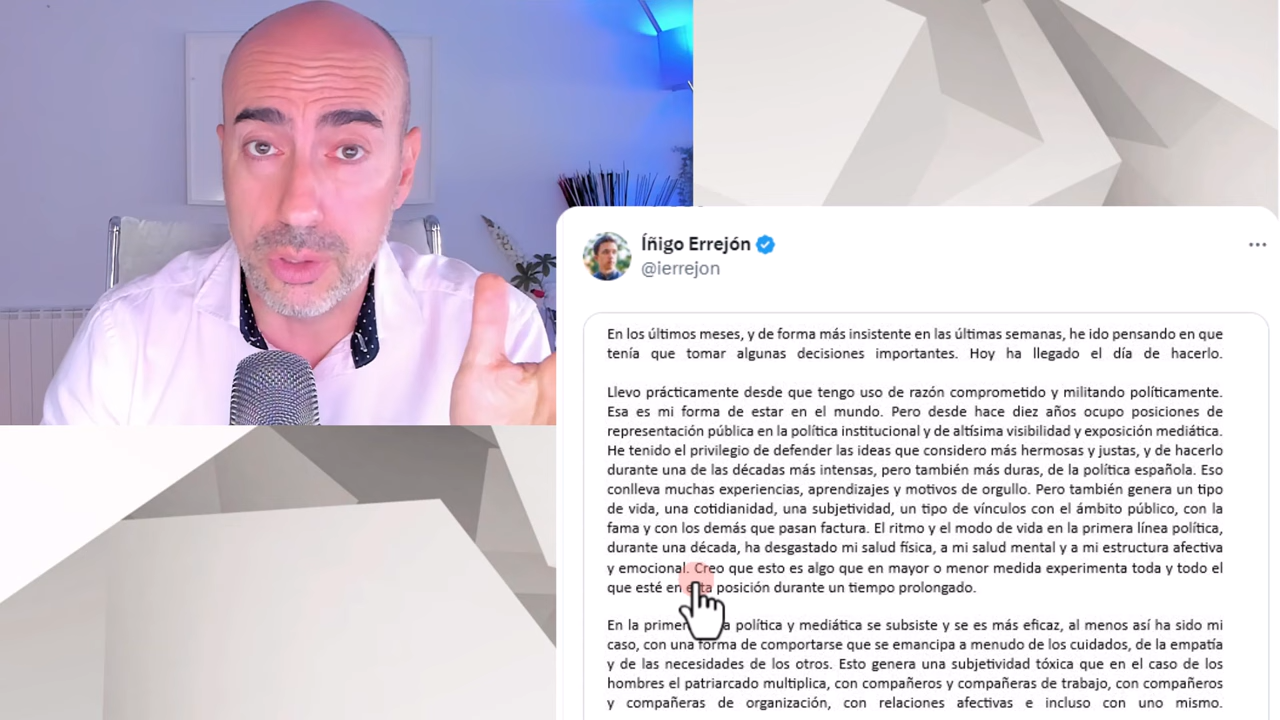 Íñigo Errejón
@ierrejon
En los últimos meses, y de forma más insistente en las últimas semanas, he ido pensando en que
tenía que tomar algunas decisiones importantes. Hoy ha llegado el día de hacerlo.
Llevo prácticamente desde que tengo uso de razón comprometido y militando políticamente.
Esa es mi forma de estar en el mundo. Pero desde hace diez años ocupo posiciones de
representación pública en la política institucional y de altísima visibilidad y exposición mediática.
He tenido el privilegio de defender las ideas que considero más hermosas y justas, y de hacerlo
durante una de las décadas más intensas, pero también más duras, de la política española. Eso
conlleva muchas experiencias, aprendizajes y motivos de orgullo. Pero también genera un tipo
de vida, una cotidianidad, una subjetividad, un tipo de vínculos con el ámbito público, con la
fama y con los demás que pasan factura. El ritmo y el modo de vida en la primera línea política,
durante una década, ha desgastado mi salud física, a mi salud mental y a mi estructura afectiva
y emocional. Creo que esto es algo que en mayor o menor medida experimenta toda y todo el
que esté en esta posición durante un tiempo prolongado.
En la primer política y mediática se subsiste y se es más eficaz, al menos así ha sido mi
caso, con una forma de comportarse que se emancipa a menudo de los cuidados, de la empatía
y de las necesidades de los otros. Esto genera una subjetividad tóxica que en el caso de los
hombres el patriarcado multiplica, con compañeros y compañeras de trabajo, con compañeros
y compañeras de organización, con relaciones afectivas e incluso con uno mismo.